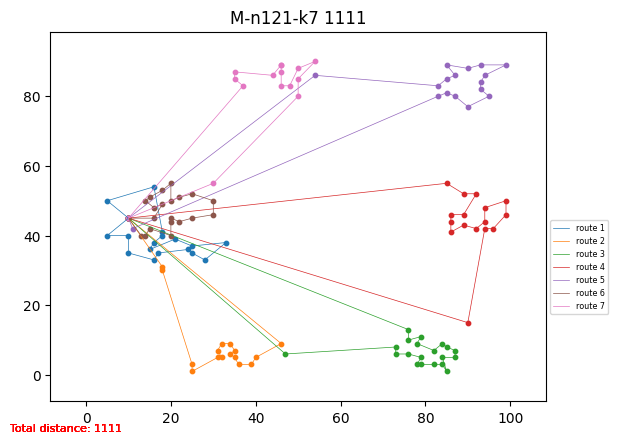 M-n121-k7 1111
80
60
40
20
0
0 20 40 60 80 100
route 1
route 2
route 3
route 4
route 5
route 6
route 7
Total distance: 1111